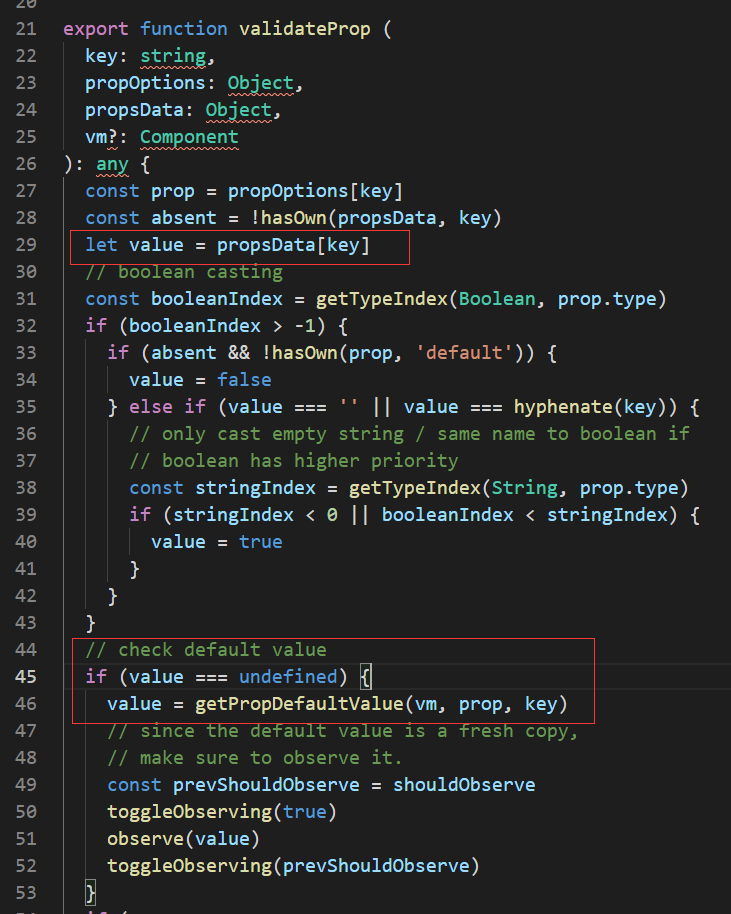 20
21 export function validateProp (
22 key: string,
23 propOptions: Object,
24 propsData: Object,
25 vm?: Component
26 ): any {
27 const prop = propOptions[key]
28 const absent = !hasOwn(propsData, key)
29 let value = propsData[key]
30 // boolean casting
31 const booleanIndex = getTypeIndex(Boolean, prop.type)
32 if (booleanIndex > -1) {
33 if (absent && !hasOwn(prop, 'default')) {
34 value = false
35 } else if (value === '' || value === hyphenate(key)) {
36 // only cast empty string / same name to boolean if
37 // boolean has higher priority
38 const stringIndex = getTypeIndex(String, prop.type)
39 if (stringIndex < 0 || booleanIndex < stringIndex) {
40 value = true
41 }
42 }
43 }
44 // check default value
45 if (value === undefined) {
46 value = getPropDefaultValue(vm, prop, key)
47 // since the default value is a fresh copy,
48 // make sure to observe it.
49 const prevShouldObserve = shouldObserve
50 toggleObserving(true)
51 observe(value)
52 toggleObserving(prevShouldObserve)
53 }